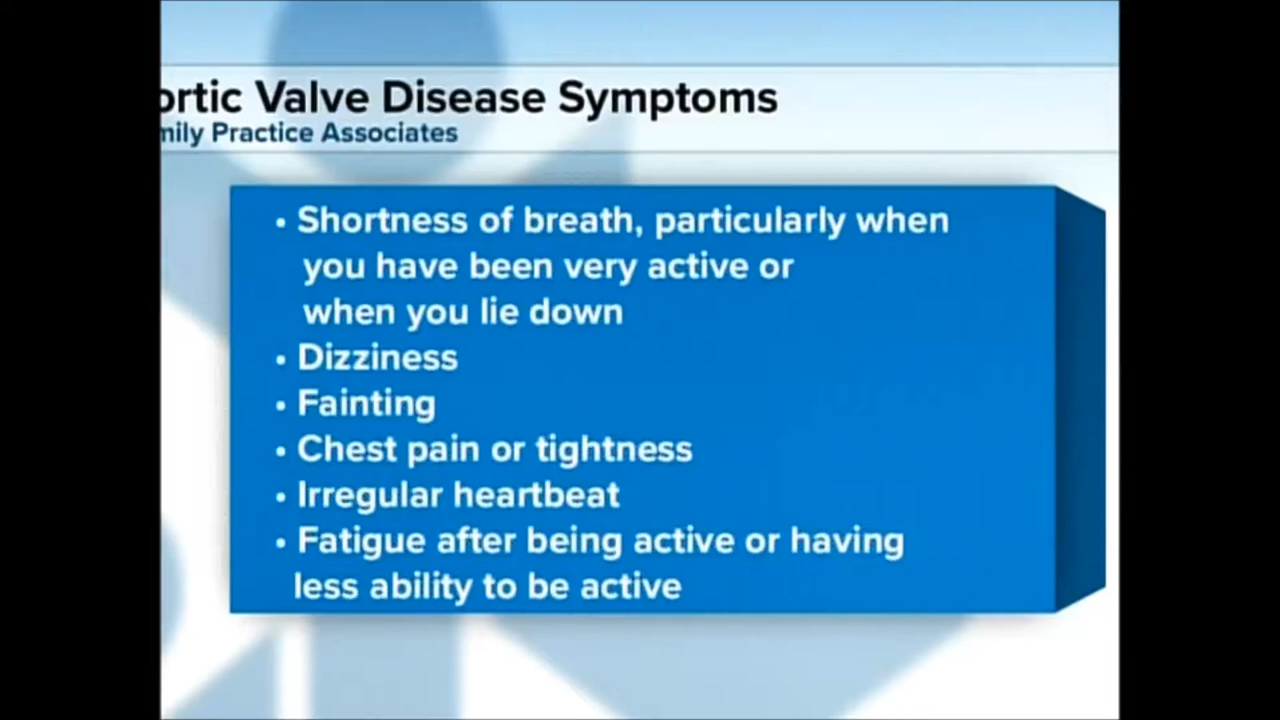 ortic Valve Disease Symptoms
mily Practice Associates
• Shortness of breath, particularly when
you have been very active or
when you lie down
• Dizziness
• Fainting
• Chest pain or tightness
• Irregular heartbeat
• Fatigue after being active or having
less ability to be active